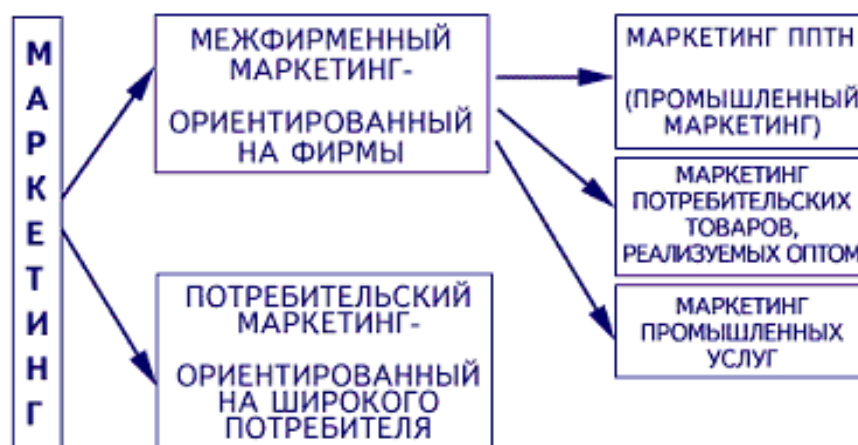 МАРКЕТИНГ
МЕЖФИРМЕННЫЙ
МАРКЕТИНГ-
ОРИЕНТИРОВАННЫЙ
НА ФИРМЫ
ПОТРЕБИТЕЛЬСКИЙ
МАРКЕТИНГ-
ОРИЕНТИРОВАННЫЙ
НА ШИРОКОГО
ПОТРЕБИТЕЛЯ
МАРКЕТИНГ ППТН
(ПРОМЫШЛЕННЫЙ
МАРКЕТИНГ)
МАРКЕТИНГ
ПОТРЕБИТЕЛЬСКИХ
ТОВАРОВ,
РЕАЛИЗУЕМЫХ ОПТОМ
МАРКЕТИНГ
ПРОМЫШЛЕННЫХ
УСЛУГ